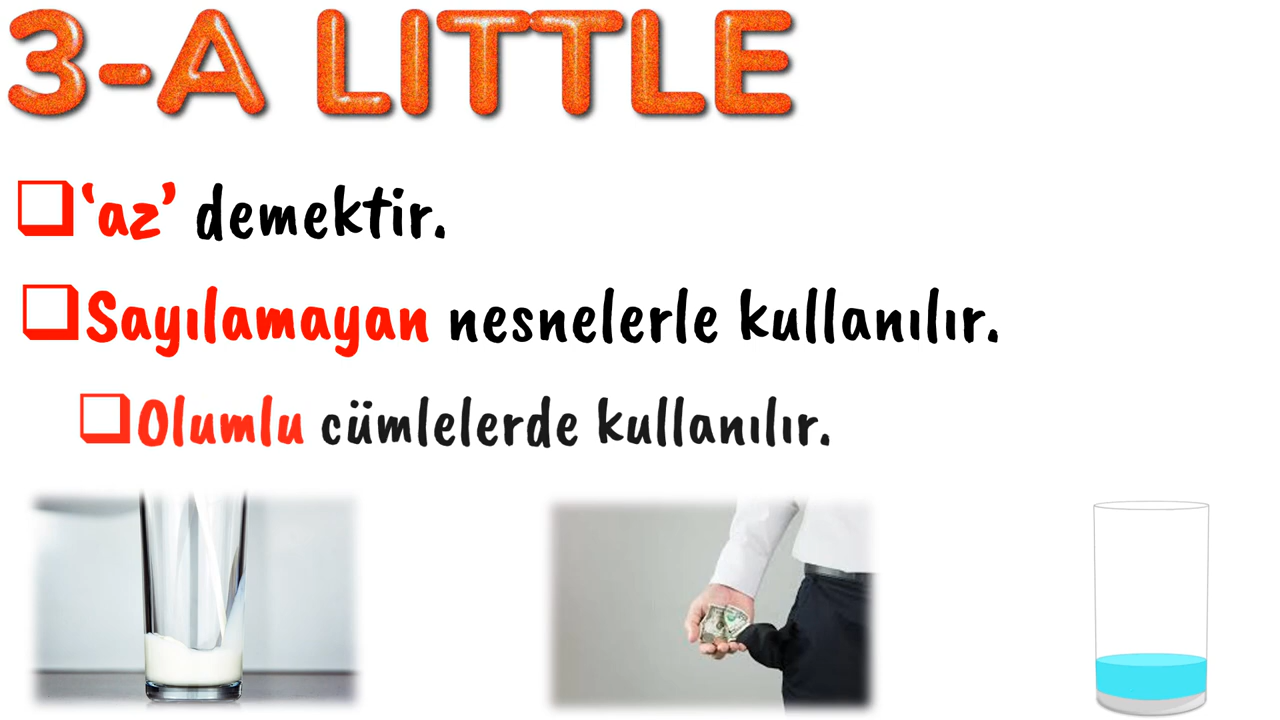 3-A LITTLE
‘az’ demektir.
Sayılamayan nesnelerle kullanılır.
Olumlu cümlelerde kullanılır.